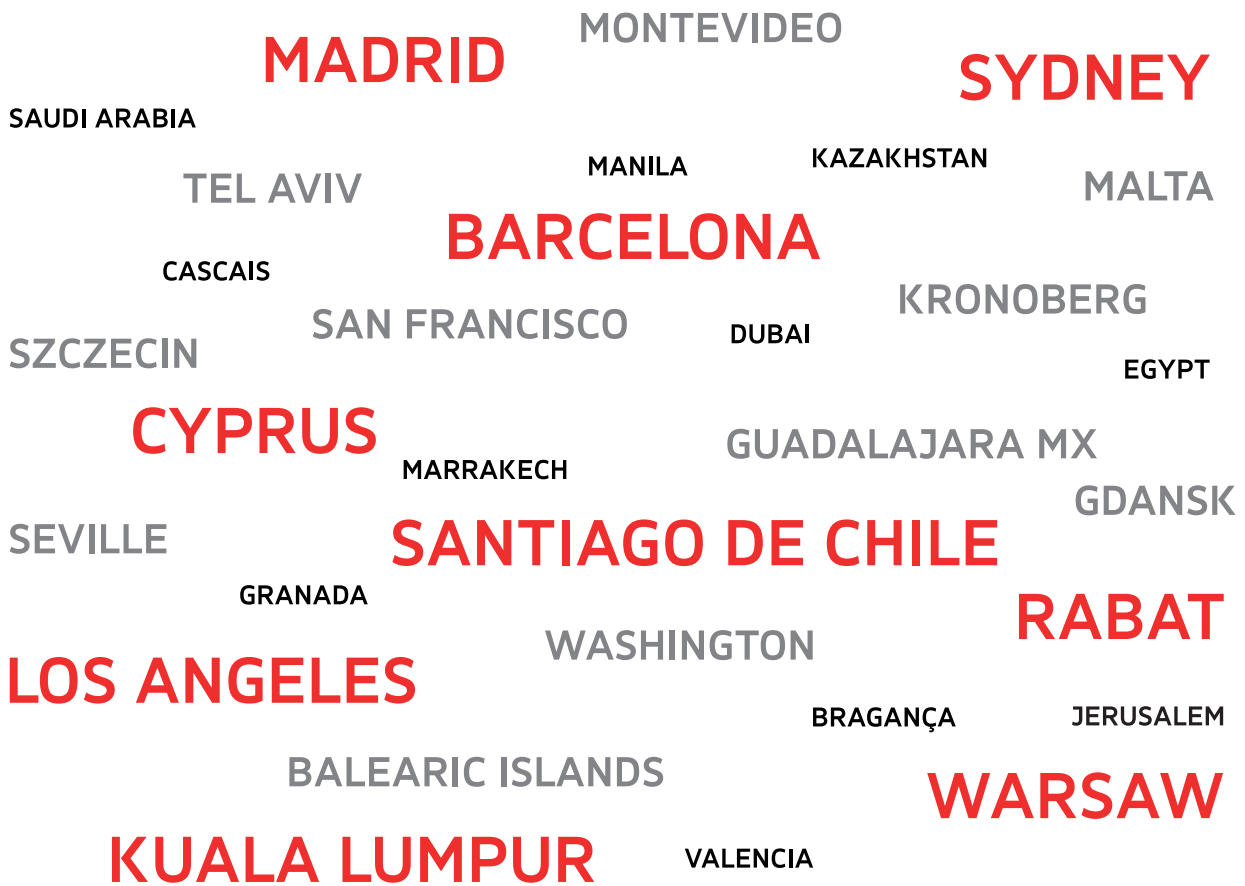 MONTEVIDEO
MADRID
SYDNEY
SAUDI ARABIA
MANILA
KAZAKHSTAN
TEL AVIV
MALTA
BARCELONA
CASCAIS
KRONOBERG
SAN FRANCISCO
DUBAI
SZCZECIN
EGYPT
CYPRUS
GUADALAJARA MX
MARRAKECH
GDANSK
SEVILLE
SANTIAGO DE CHILE
GRANADA
RABAT
WASHINGTON
LOS ANGELES
BRAGANÇA
JERUSALEM
BALEARIC ISLANDS
WARSAW
KUALA LUMPUR
VALENCIA